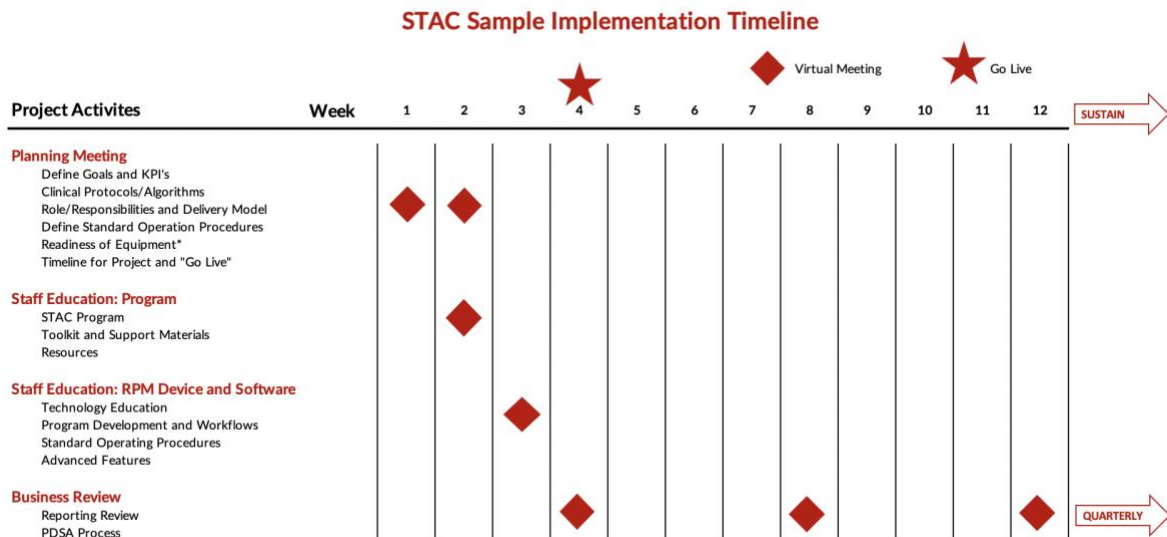 STAC Sample Implementation Timeline
Virtual Meeting
Go Live
Project Activites Week 1 2 3 4 5 6 7 8 9 10 11 12 SUSTAIN
Planning Meeting
Define Goals and KPI's
Clinical Protocols/Algorithms
Role/Responsibilities and Delivery Model
Define Standard Operation Procedures
Readiness of Equipment*
Timeline for Project and "Go Live"
Staff Education: Program
STAC Program
Toolkit and Support Materials
Resources
Staff Education: RPM Device and Software
Technology Education
Program Development and Workflows
Standard Operating Procedures
Advanced Features
Business Review
Reporting Review
QUARTERLY
PDSA Process